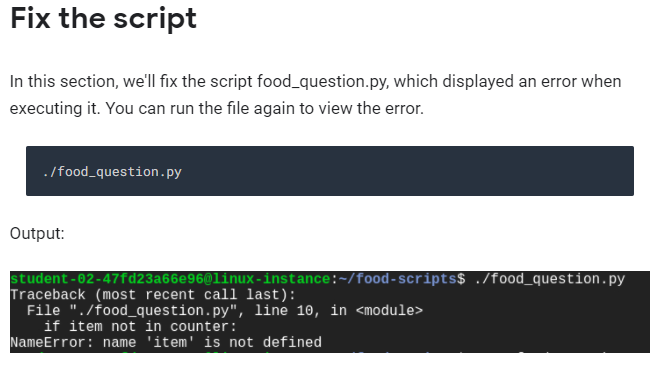 Fix the script
In this section, we'll fix the script food_question.py, which displayed an error when
executing it. You can run the file again to view the error.
./food_question.py
Output:
student-02-47fd23a66e96@linux-instance:~/food-scripts$ ./food_question.py
Traceback (most recent call last):
  File "./food_question.py", line 10, in <module>
    if item not in counter:
NameError: name 'item' is not defined